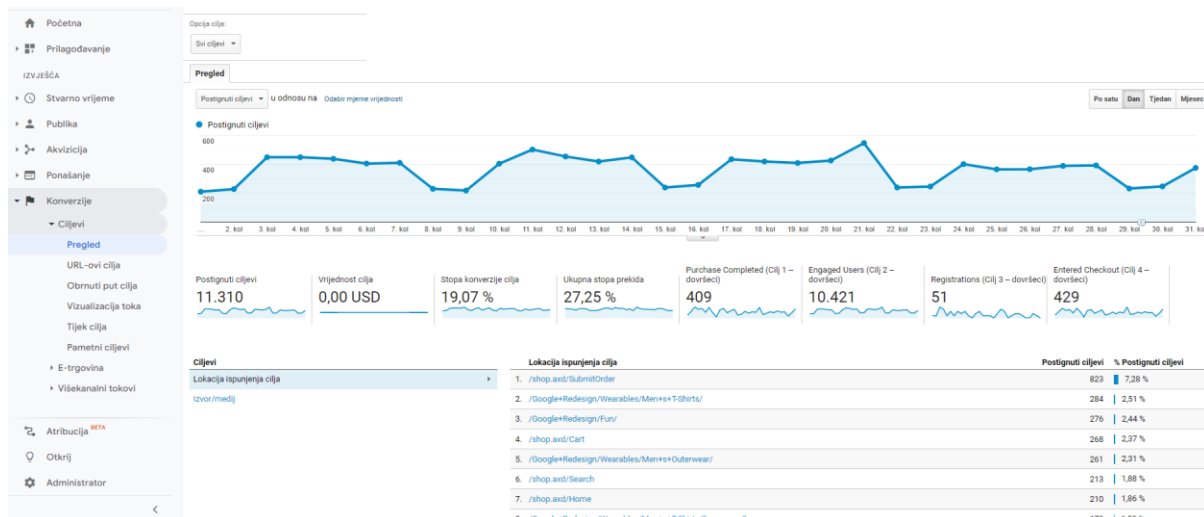 Početna
Prilagođavanje
IZVJEŠĆA
Stvarno vrijeme
Publika
Akvizicija
Ponašanje
Konverzije
Ciljevi
Pregled
URL-ovi cilja
Obrnuti put cilja
Vizualizacija toka
Tijek cilja
Pametni ciljevi
E-trgovina
Višekanalni tokovi
Atribucija BETA
Otkrij
Administrator
Opcija cilja:
Svi ciljevi
Pregled
Postignuti ciljevi u odnosu na Odabir mjerne vrijednosti
Po satu Dan Tjedan Mjesec
Postignuti ciljevi
600
400
200
... 2. kol 3. kol 4. kol 5. kol 6. kol 7. kol 8. kol 9. kol 10. kol 11. kol 12. kol 13. kol 14. kol 15. kol 16. kol 17. kol 18. kol 19. kol 20. kol 21. kol 22. kol 23. kol 24. kol 25. kol 26. kol 27. kol 28. kol 29. kol 30. kol 31. ko
Postignuti ciljevi
11.310
Vrijednost cilja
0,00 USD
Stopa konverzije cilja
19,07 %
Ukupna stopa prekida
27,25 %
Purchase Completed (Cilj 1 –
dovršeci)
409
Engaged Users (Cilj 2 –
dovršeci)
10.421
Registrations (Cilj 3 – dovršeci)
51
Entered Checkout (Cilj 4 –
dovršeci)
429
Ciljevi
Lokacija ispunjenja cilja
Izvor/medij
Lokacija ispunjenja cilja Postignuti ciljevi % Postignuti ciljevi
1. /shop.axd/SubmitOrder 823 7,28 %
2. /Google+Redesign/Wearables/Men+s+T-Shirts/ 284 2,51 %
3. /Google+Redesign/Fun/ 276 2,44 %
4. /shop.axd/Cart 268 2,37 %
5. /Google+Redesign/Wearables/Men+s+Outerwear/ 261 2,31 %
6. /shop.axd/Search 213 1,88 %
7. /shop.axd/Home 210 1,86 %